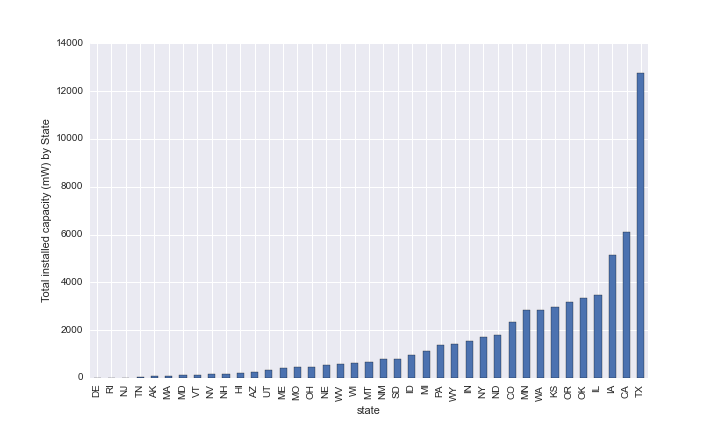 14000
12000
10000
8000
6000
4000
2000
0
Total installed capacity (mW) by State
DE RI NJ TN AK MA MD VT NV NH HI AZ UT ME MO OH NE WV WI MT NM SD ID MI PA WY IN NY ND CO MN WA KS OR OK IL IA CA TX
state